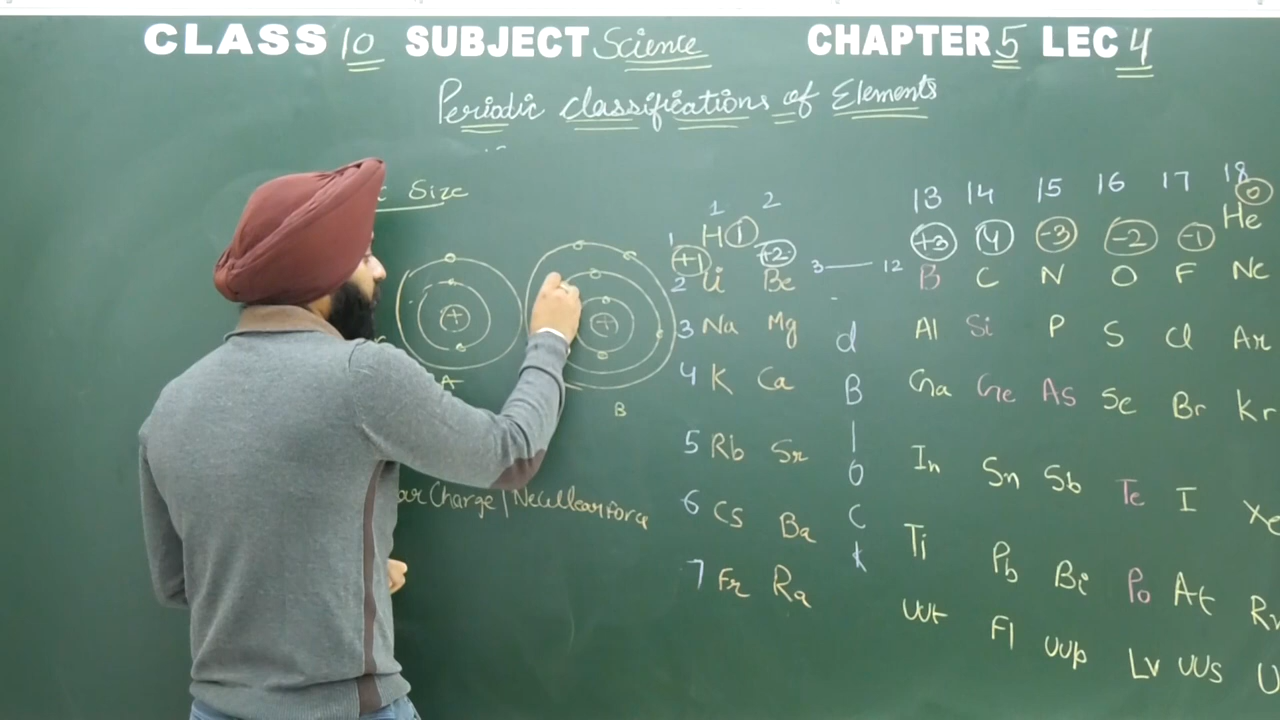 CLASS 10 SUBJECT Science CHAPTER 5 LEC 4
Periodic classifications of Elements
Size
A
B
Charge | Newclearforce
1 2 13 14 15 16 17 18
1 H 1 He 0
+1 +2 +3 4 -3 -2 -1
2 Li Be 3 — 12 B C N O F Ne
3 Na Mg Al Si P S Cl Ar
4 K Ca Ga Ge As Se Br Kr
5 Rb Sr In Sn Sb Te I Xe
6 Cs Ba Ti Pb Bi Po At Rn
7 Fr Ra UUt Fl UUp Lv UUs U
d
B
l
O
C
k